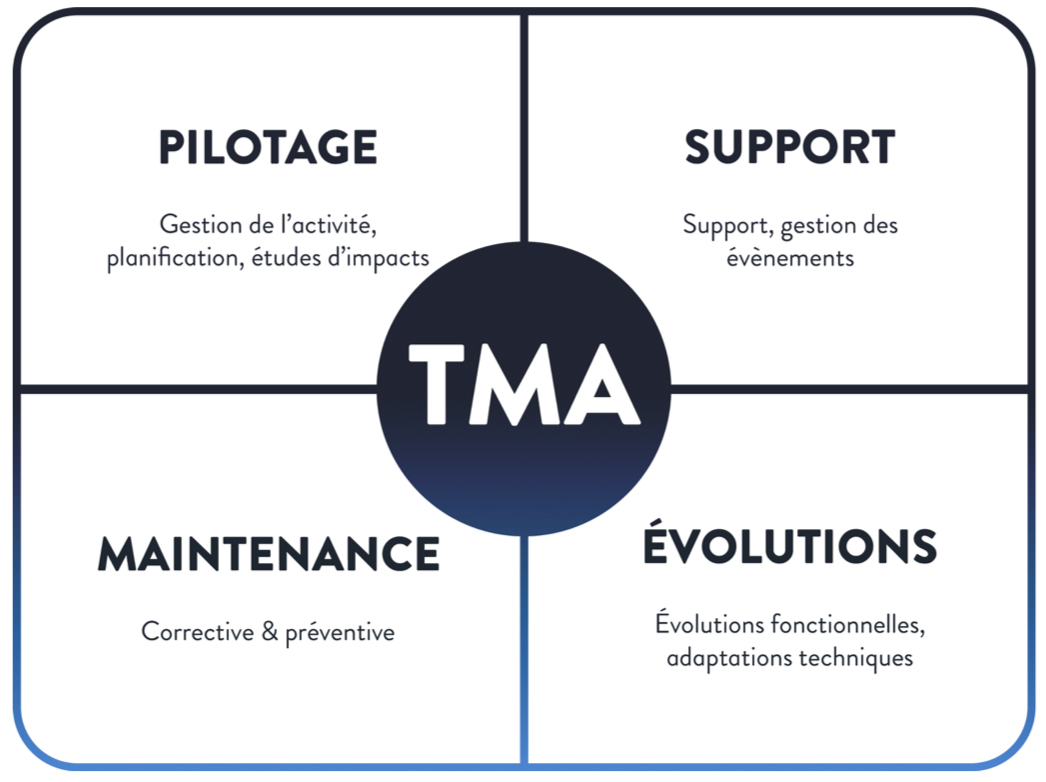 PILOTAGE
Gestion de l’activité,
planification, études d’impacts
SUPPORT
Support, gestion des
évènements
TMA
MAINTENANCE
Corrective & préventive
ÉVOLUTIONS
Évolutions fonctionnelles,
adaptations techniques